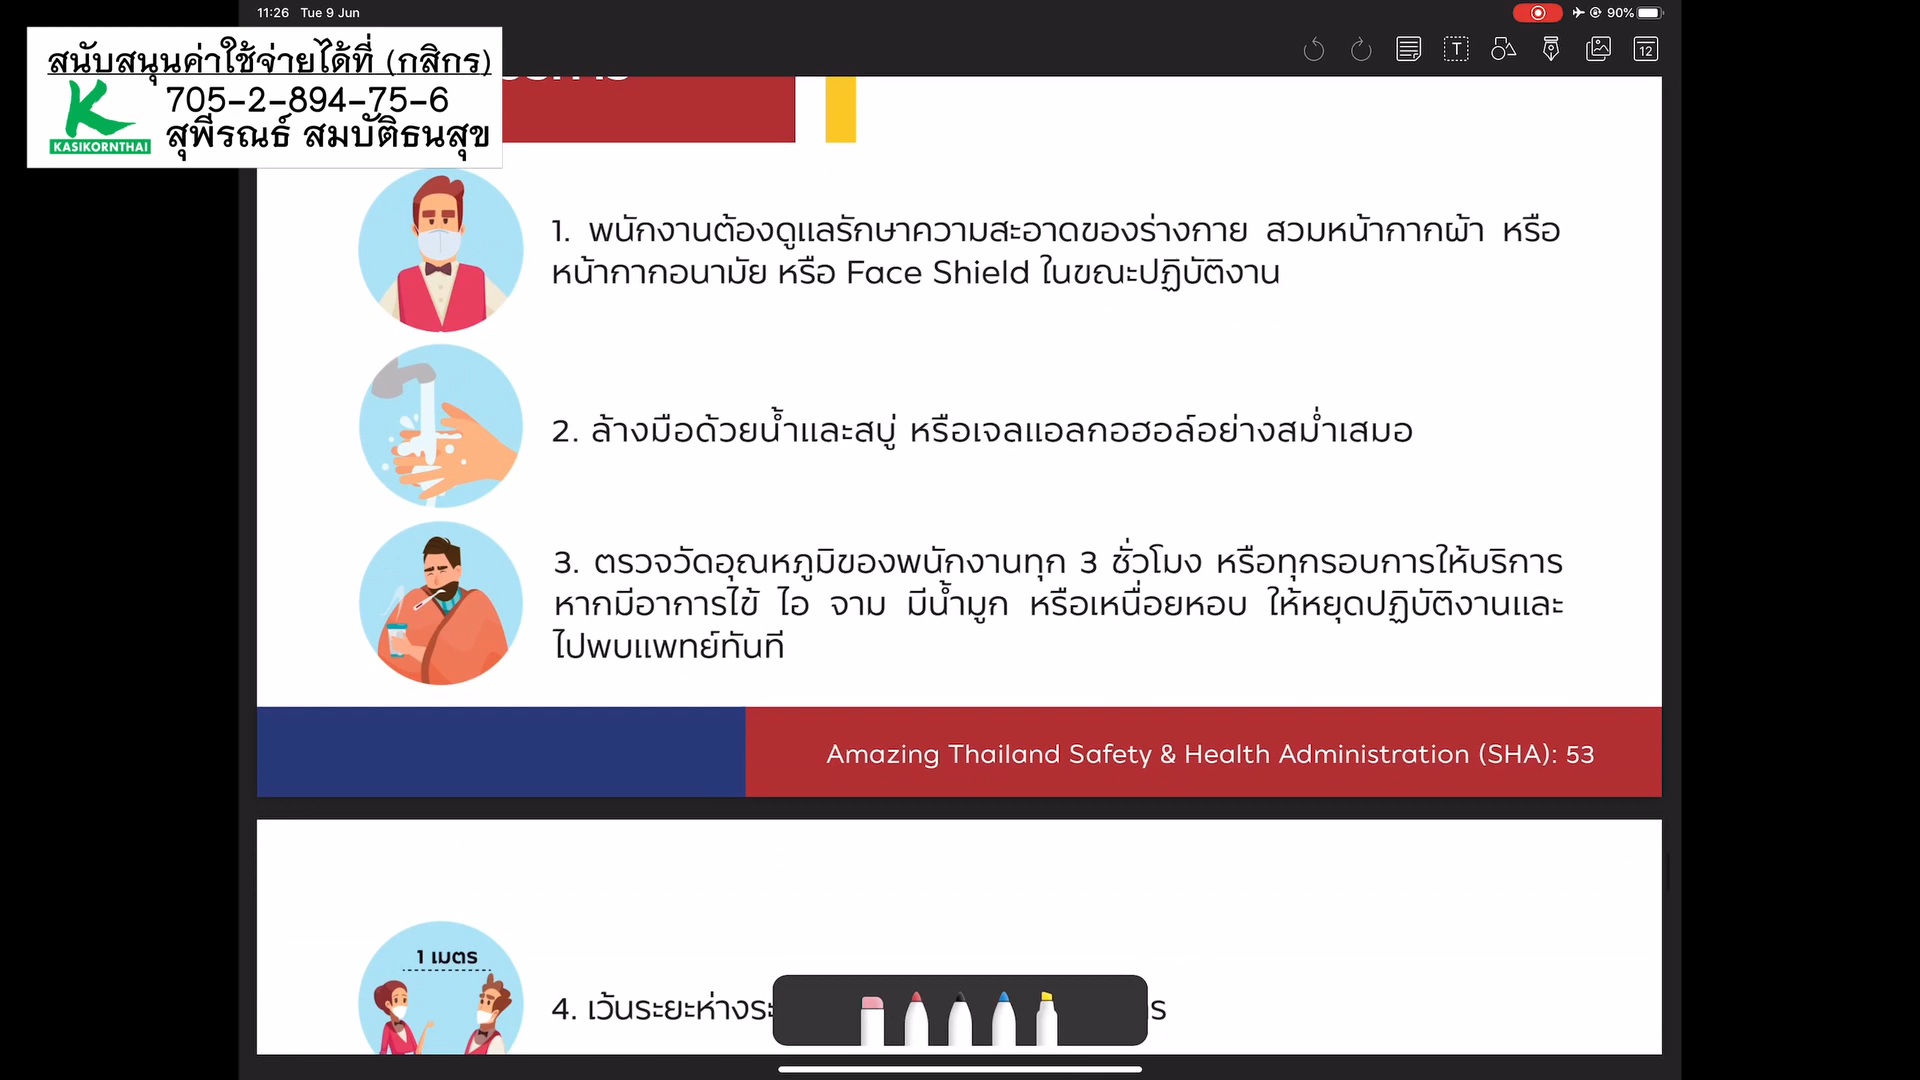 11:26 Tue 9 Jun
90%
สนับสนุนค่าใช้จ่ายได้ที่ (กสิกร)
705-2-894-75-6
สุพีรณธ์ สมบัติธนสุข
KASIKORNTHAI
T
12
1. พนักงานต้องดูแลรักษาความสะอาดของร่างกาย สวมหน้ากากผ้า หรือ
หน้ากากอนามัย หรือ Face Shield ในขณะปฏิบัติงาน
2. ล้างมือด้วยน้ำและสบู่ หรือเจลแอลกอฮอล์อย่างสม่ำเสมอ
3. ตรวจวัดอุณหภูมิของพนักงานทุก 3 ชั่วโมง หรือทุกรอบการให้บริการ
หากมีอาการไข้ ไอ จาม มีน้ำมูก หรือเหนื่อยหอบ ให้หยุดปฏิบัติงานและ
ไปพบแพทย์ทันที
Amazing Thailand Safety & Health Administration (SHA): 53
1 เมตร
4. เว้นระยะห่าง